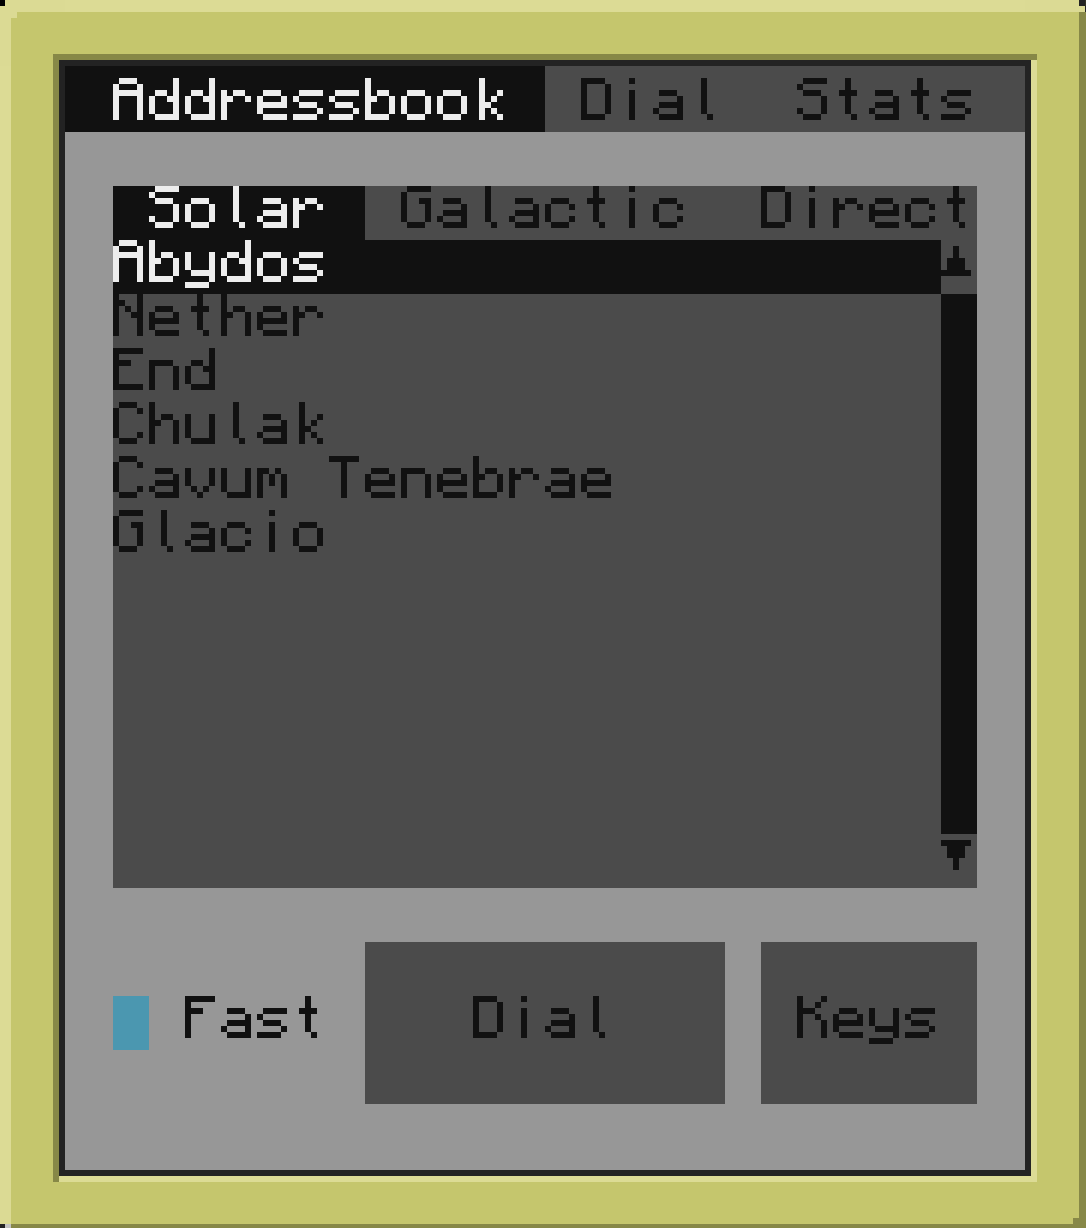 Addressbook Dial Stats
Solar Galactic Direct
Abydos
Nether
End
Chulak
Cavum Tenebrae
Glacio
Fast Dial Keys